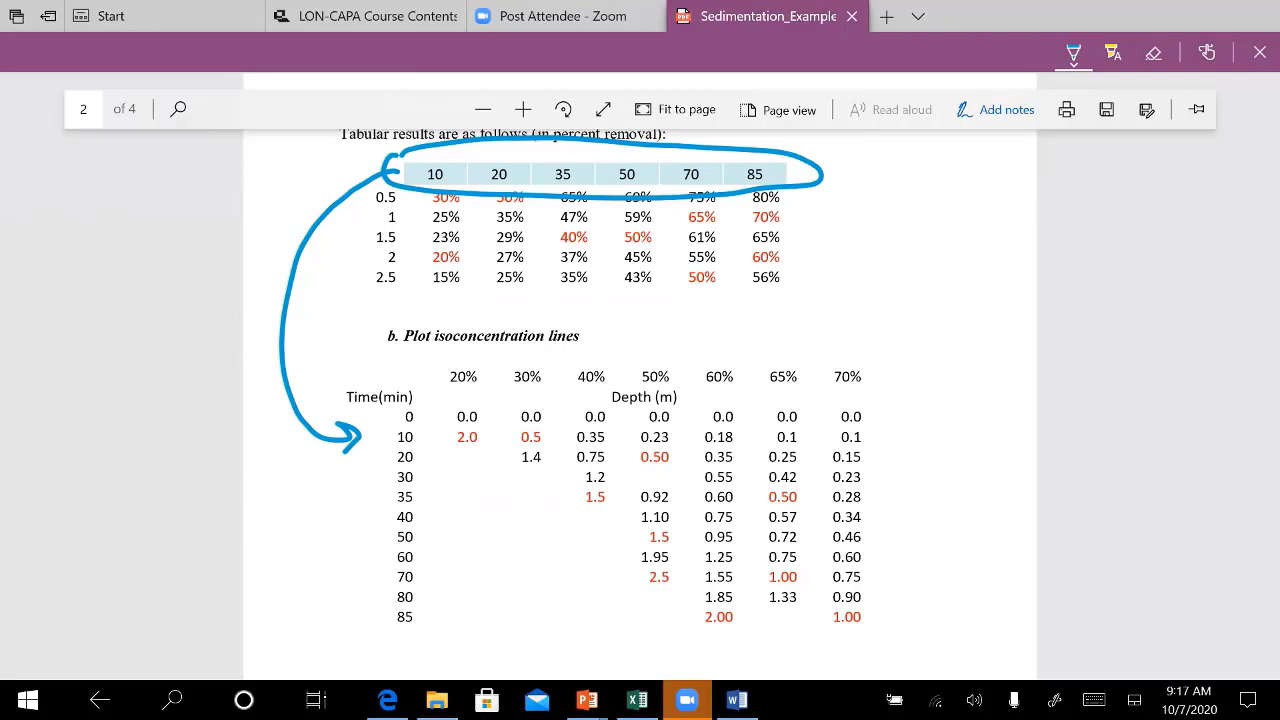 Start LON-CAPA Course Contents Post Attendee - Zoom Sedimentation_Example
2 of 4 Fit to page Page view Read aloud Add notes
Tabular results are as follows (in percent removal):
10 20 35 50 70 85
0.5 30% 50% 65% 69% 75% 80%
1 25% 35% 47% 59% 65% 70%
1.5 23% 29% 40% 50% 61% 65%
2 20% 27% 37% 45% 55% 60%
2.5 15% 25% 35% 43% 50% 56%
b. Plot isoconcentration lines
20% 30% 40% 50% 60% 65% 70%
Time(min) Depth (m)
0 0.0 0.0 0.0 0.0 0.0 0.0 0.0
10 2.0 0.5 0.35 0.23 0.18 0.1 0.1
20 1.4 0.75 0.50 0.35 0.25 0.15
30 1.2 0.55 0.42 0.23
35 1.5 0.92 0.60 0.50 0.28
40 1.10 0.75 0.57 0.34
50 1.5 0.95 0.72 0.46
60 1.95 1.25 0.75 0.60
70 2.5 1.55 1.00 0.75
80 1.85 1.33 0.90
85 2.00 1.00
9:17 AM
10/7/2020